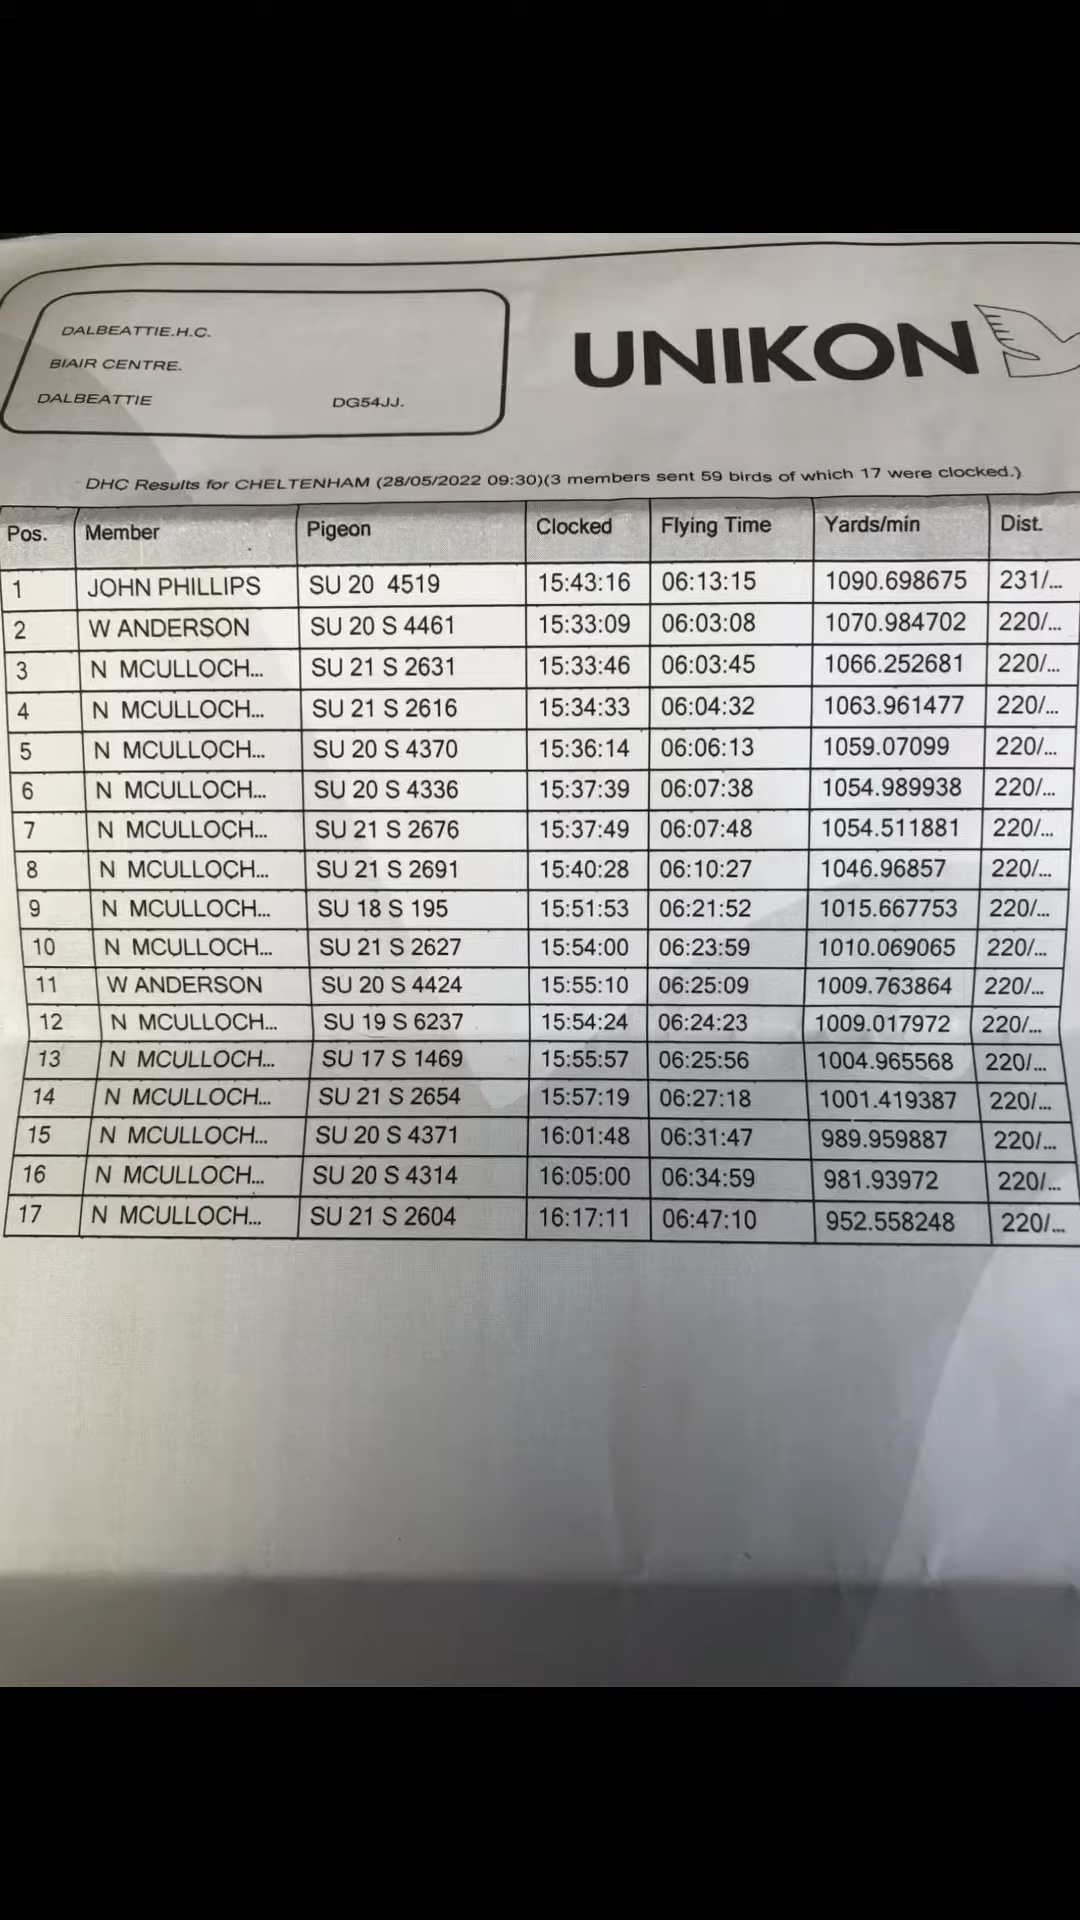 DALBEATTIE.H.C.
BIAIR CENTRE.
DALBEATTIE DG54JJ.
UNIKON
DHC Results for CHELTENHAM (28/05/2022 09:30)(3 members sent 59 birds of which 17 were clocked.)
Pos. Member Pigeon Clocked Flying Time Yards/min Dist.
1 JOHN PHILLIPS SU 20 4519 15:43:16 06:13:15 1090.698675 231/...
2 W ANDERSON SU 20 S 4461 15:33:09 06:03:08 1070.984702 220/...
3 N MCULLOCH... SU 21 S 2631 15:33:46 06:03:45 1066.252681 220/...
4 N MCULLOCH... SU 21 S 2616 15:34:33 06:04:32 1063.961477 220/...
5 N MCULLOCH... SU 20 S 4370 15:36:14 06:06:13 1059.07099 220/...
6 N MCULLOCH... SU 20 S 4336 15:37:39 06:07:38 1054.989938 220/...
7 N MCULLOCH... SU 21 S 2676 15:37:49 06:07:48 1054.511881 220/...
8 N MCULLOCH... SU 21 S 2691 15:40:28 06:10:27 1046.96857 220/...
9 N MCULLOCH... SU 18 S 195 15:51:53 06:21:52 1015.667753 220/...
10 N MCULLOCH... SU 21 S 2627 15:54:00 06:23:59 1010.069065 220/...
11 W ANDERSON SU 20 S 4424 15:55:10 06:25:09 1009.763864 220/...
12 N MCULLOCH... SU 19 S 6237 15:54:24 06:24:23 1009.017972 220/...
13 N MCULLOCH... SU 17 S 1469 15:55:57 06:25:56 1004.965568 220/...
14 N MCULLOCH... SU 21 S 2654 15:57:19 06:27:18 1001.419387 220/...
15 N MCULLOCH... SU 20 S 4371 16:01:48 06:31:47 989.959887 220/...
16 N MCULLOCH... SU 20 S 4314 16:05:00 06:34:59 981.93972 220/...
17 N MCULLOCH... SU 21 S 2604 16:17:11 06:47:10 952.558248 220/...